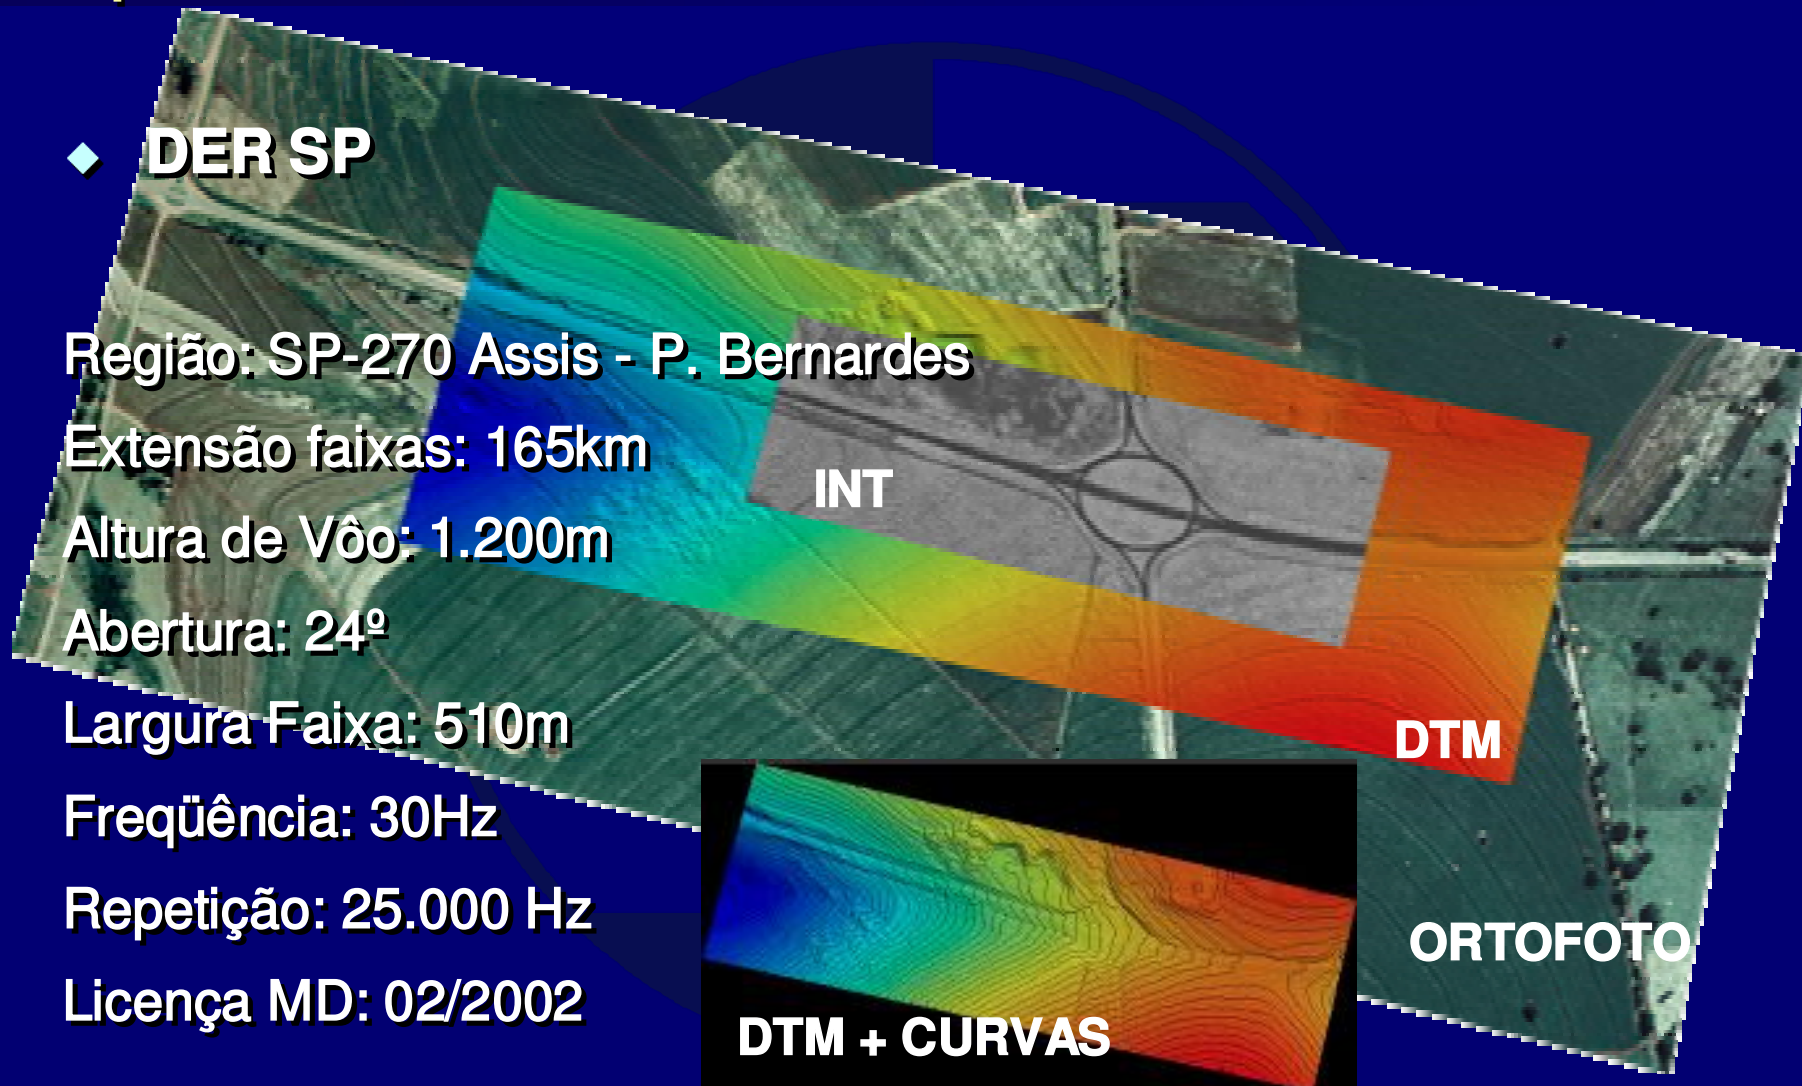 DER SP
Região: SP-270 Assis - P. Bernardes
Extensão faixas: 165km
INT
Altura de Vôo: 1.200m
Abertura: 24º
Largura Faixa: 510m
DTM
Freqüência: 30Hz
Repetição: 25.000 Hz
ORTOFOTO
Licença MD: 02/2002
DTM + CURVAS